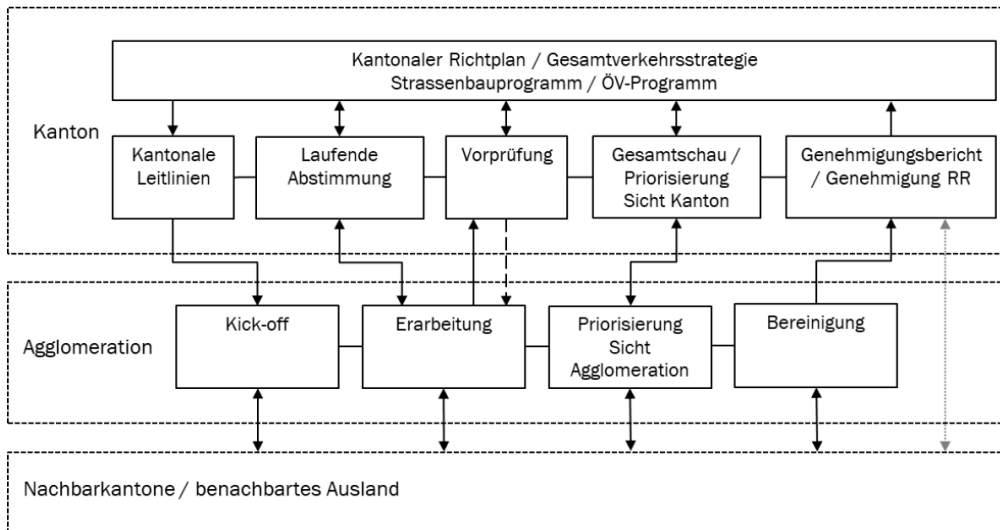 Kantonaler Richtplan / Gesamtverkehrsstrategie
Strassenbauprogramm / ÖV-Programm
Kanton
Kantonale
Leitlinien
Laufende
Abstimmung
Vorprüfung
Gesamtschau /
Priorisierung
Sicht Kanton
Genehmigungsbericht
/ Genehmigung RR
Agglomeration
Kick-off
Erarbeitung
Priorisierung
Sicht
Agglomeration
Bereinigung
Nachbarkantone / benachbartes Ausland